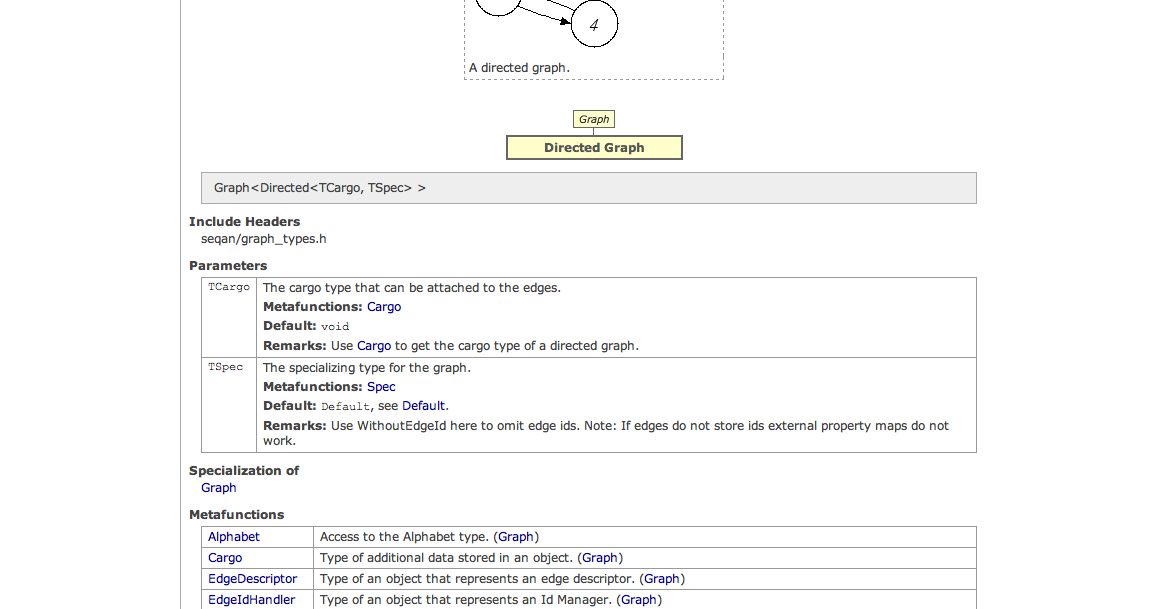 4
A directed graph.
Graph
Directed Graph
Graph<Directed<TCargo, TSpec> >
Include Headers
seqan/graph_types.h
Parameters
TCargo The cargo type that can be attached to the edges.
Metafunctions: Cargo
Default: void
Remarks: Use Cargo to get the cargo type of a directed graph.
TSpec The specializing type for the graph.
Metafunctions: Spec
Default: Default, see Default.
Remarks: Use WithoutEdgeId here to omit edge ids. Note: If edges do not store ids external property maps do not
work.
Specialization of
Graph
Metafunctions
Alphabet Access to the Alphabet type. (Graph)
Cargo Type of additional data stored in an object. (Graph)
EdgeDescriptor Type of an object that represents an edge descriptor. (Graph)
EdgeIdHandler Type of an object that represents an Id Manager. (Graph)